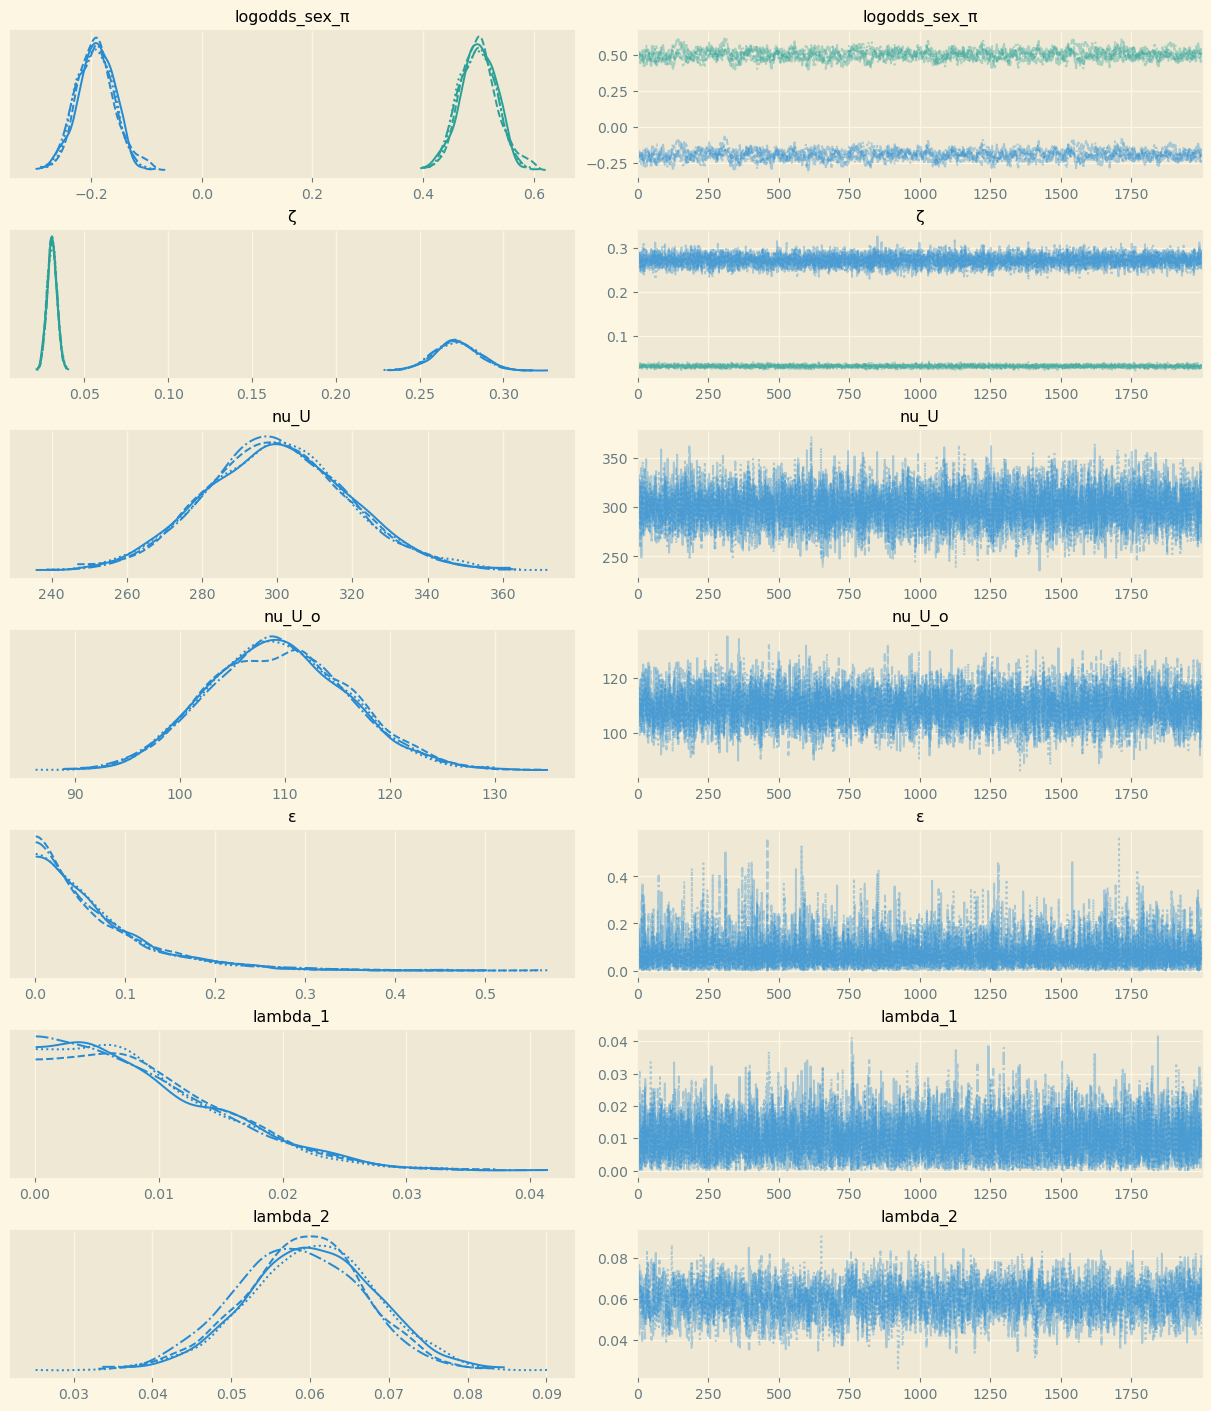 logodds_sex_π logodds_sex_π
0.50
0.25
0.00
−0.25
−0.2 0.0 0.2 0.4 0.6 0 250 500 750 1000 1250 1500 1750
ζ ζ
0.3
0.2
0.1
0.05 0.10 0.15 0.20 0.25 0.30 0 250 500 750 1000 1250 1500 1750
nu_U nu_U
350
300
250
240 260 280 300 320 340 360 0 250 500 750 1000 1250 1500 1750
nu_U_o nu_U_o
120
100
90 100 110 120 130 0 250 500 750 1000 1250 1500 1750
ε ε
0.4
0.2
0.0
0.0 0.1 0.2 0.3 0.4 0.5 0 250 500 750 1000 1250 1500 1750
lambda_1 lambda_1
0.04
0.03
0.02
0.01
0.00
0.00 0.01 0.02 0.03 0.04 0 250 500 750 1000 1250 1500 1750
lambda_2 lambda_2
0.08
0.06
0.04
0.03 0.04 0.05 0.06 0.07 0.08 0.09 0 250 500 750 1000 1250 1500 1750